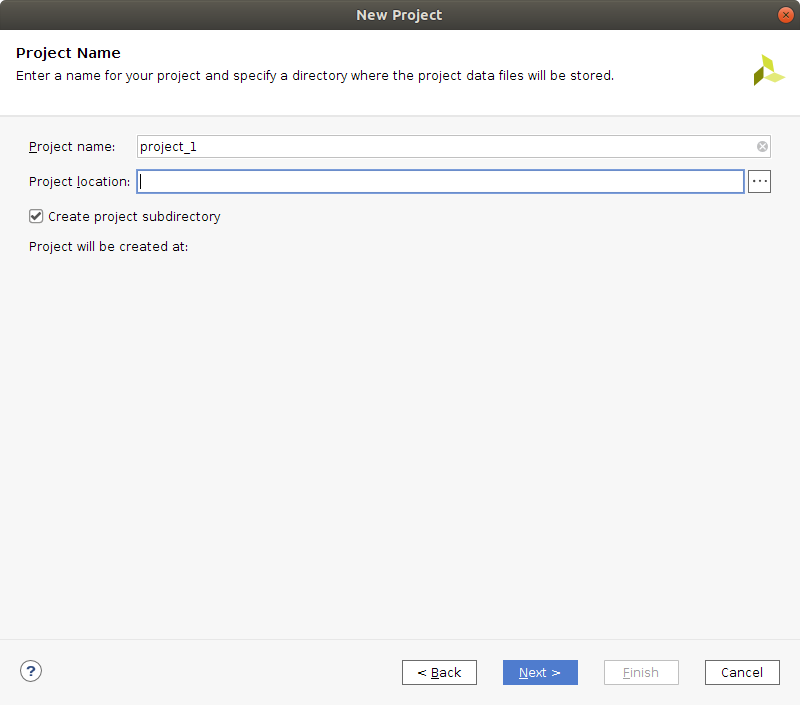 New Project
Project Name
Enter a name for your project and specify a directory where the project data files will be stored.
Project name: project_1
Project location: ...
Create project subdirectory
Project will be created at:
? < Back Next > Finish Cancel